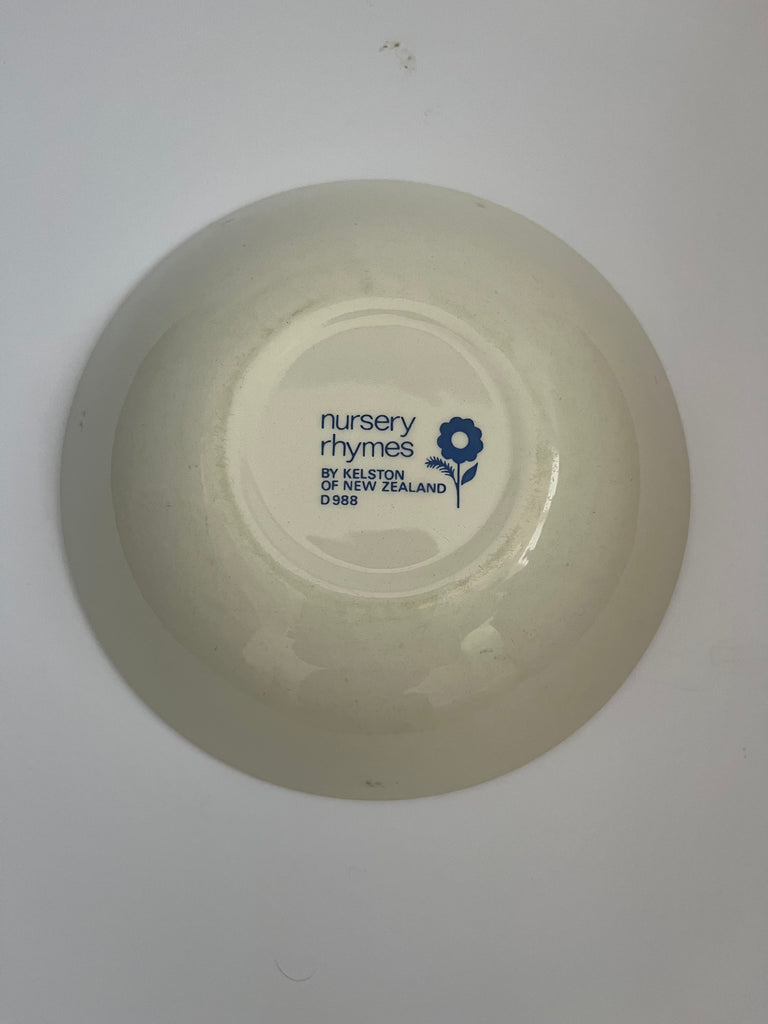 nursery
rhymes
BY KELSTON
OF NEW ZEALAND
D988